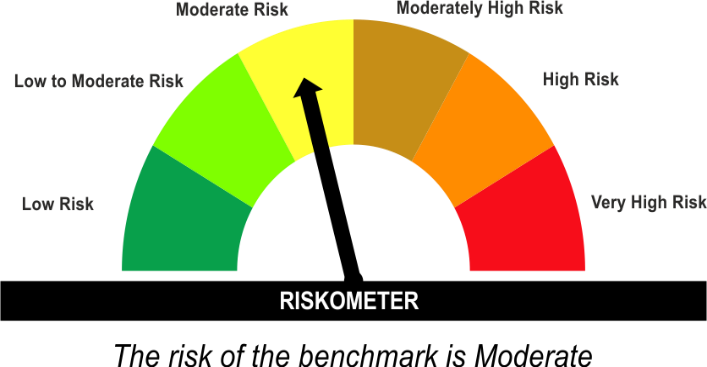 Moderate Risk
Moderately High Risk
Low to Moderate Risk
High Risk
Low Risk
Very High Risk
RISKOMETER
The risk of the benchmark is Moderate